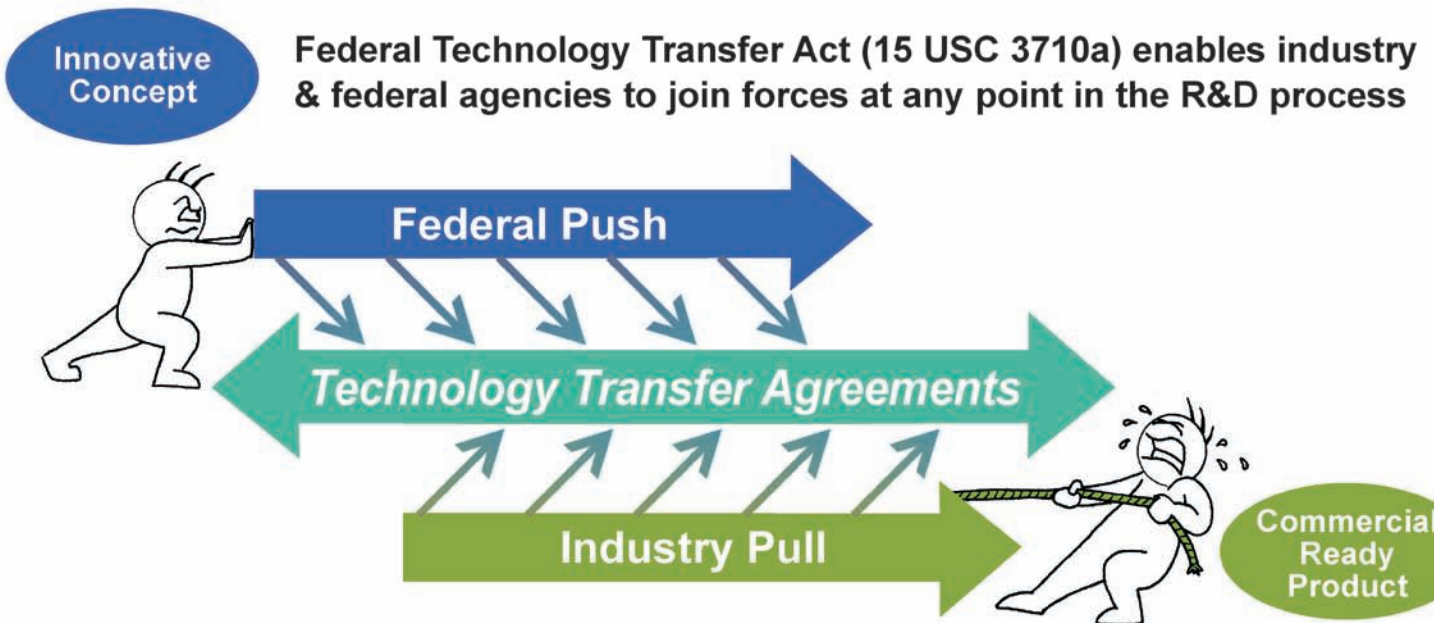 Innovative
Concept
Federal Technology Transfer Act (15 USC 3710a) enables industry
& federal agencies to join forces at any point in the R&D process
Federal Push
Technology Transfer Agreements
Industry Pull
Commercial
Ready
Product